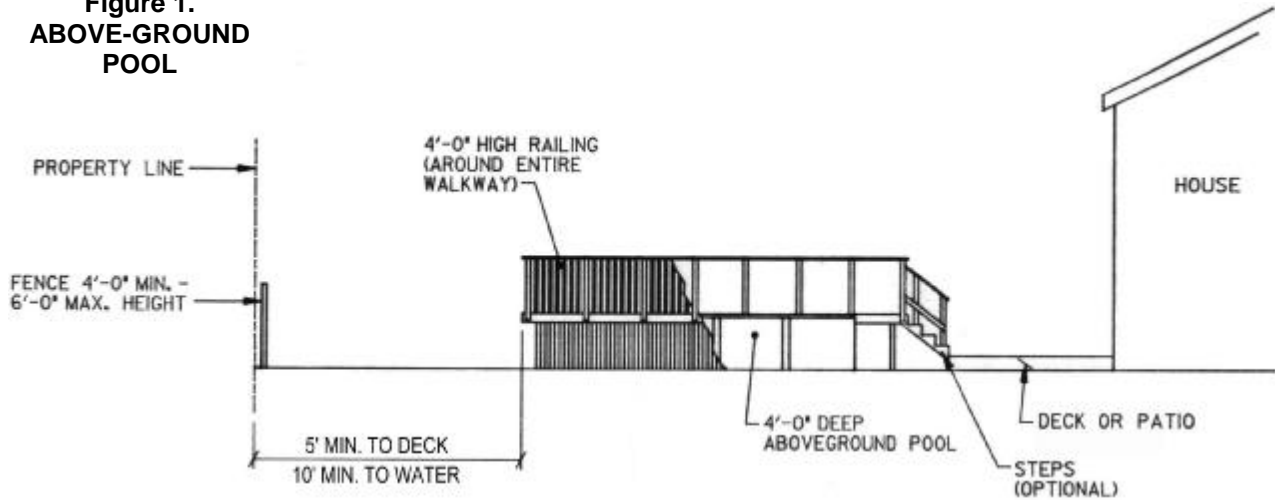 Figure 1.
ABOVE-GROUND
POOL
PROPERTY LINE
4'-0" HIGH RAILING
(AROUND ENTIRE
WALKWAY)
HOUSE
FENCE 4'-0" MIN. -
6'-0" MAX. HEIGHT
5' MIN. TO DECK
10' MIN. TO WATER
4'-0" DEEP
ABOVEGROUND POOL
DECK OR PATIO
STEPS
(OPTIONAL)